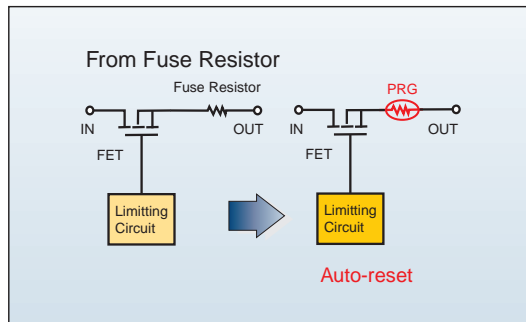 From Fuse Resistor
Fuse Resistor
IN
OUT
FET
Limitting
Circuit
PRG
IN
OUT
FET
Limitting
Circuit
Auto-reset